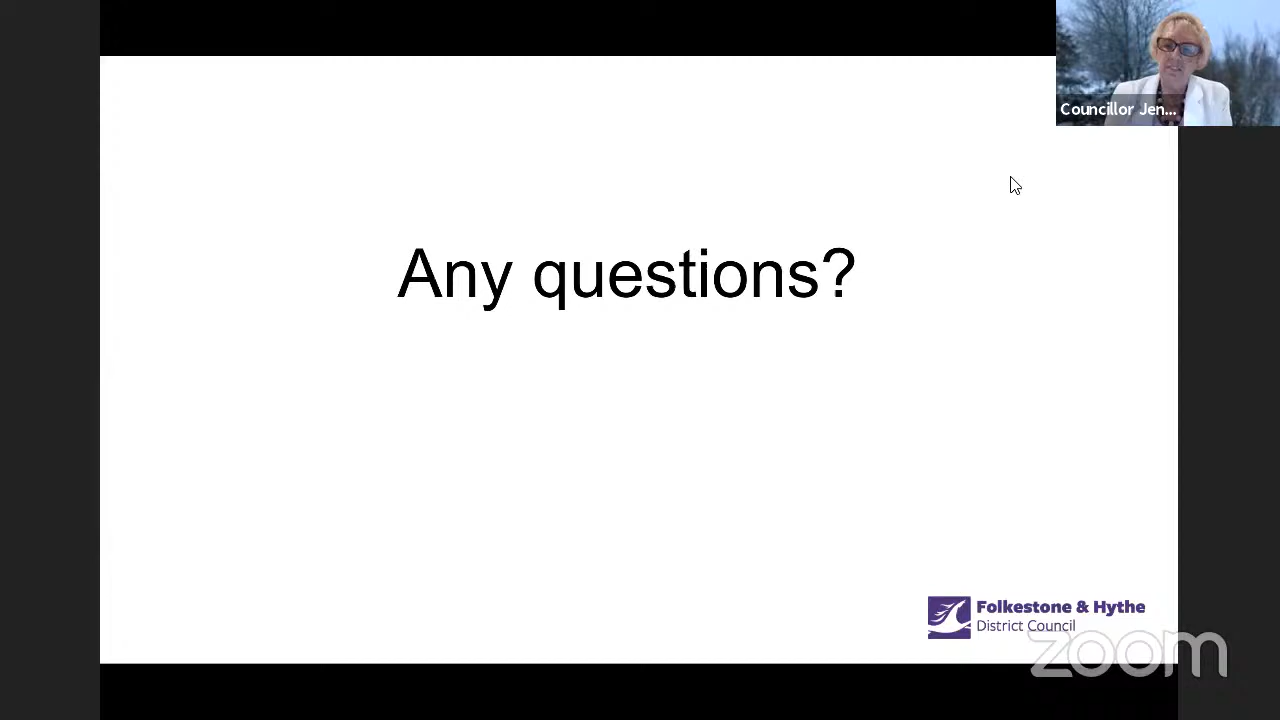 Councillor Jen...
Any questions?
Folkestone & Hythe
District Council
zoom